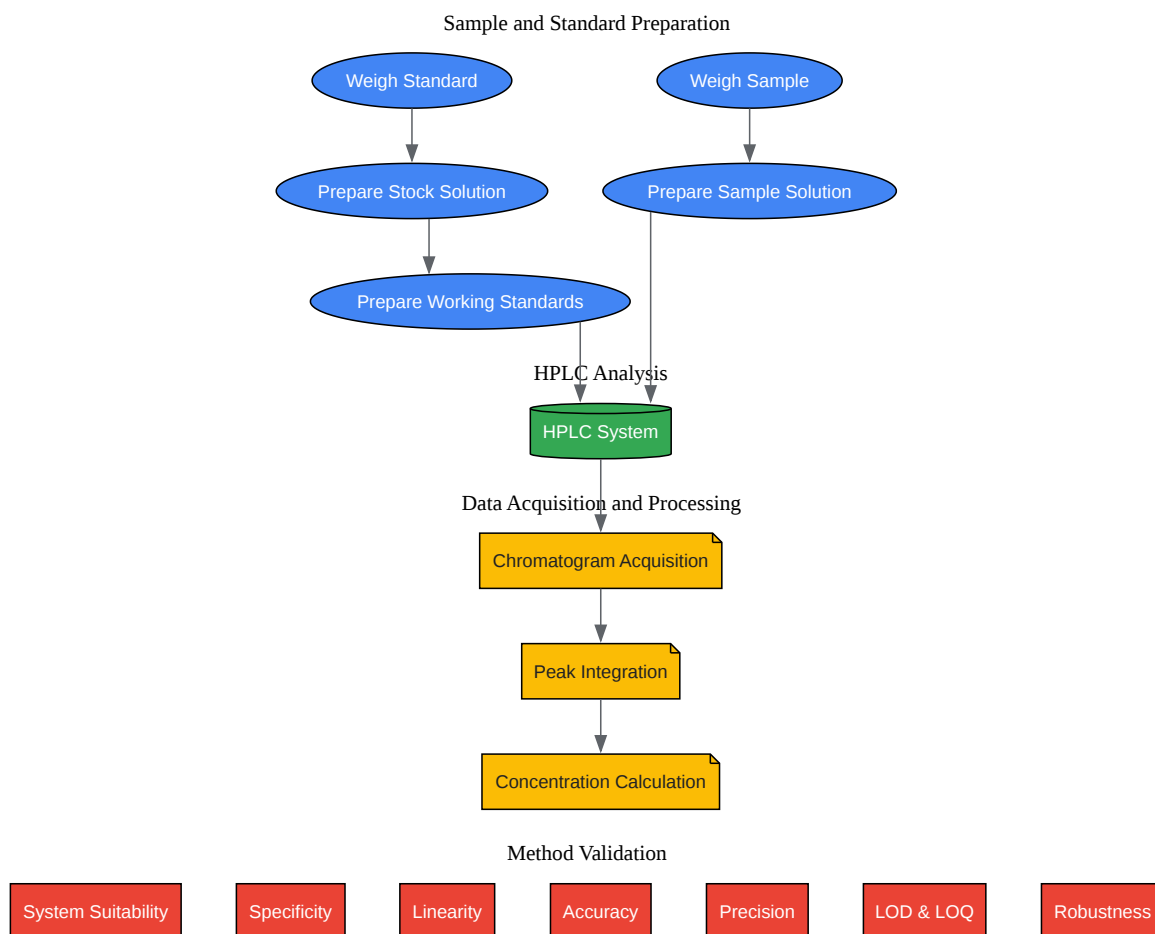 Sample and Standard Preparation
Weigh Standard
Weigh Sample
Prepare Stock Solution
Prepare Sample Solution
Prepare Working Standards
HPLC Analysis
HPLC System
Data Acquisition and Processing
Chromatogram Acquisition
Peak Integration
Concentration Calculation
Method Validation
System Suitability
Specificity
Linearity
Accuracy
Precision
LOD & LOQ
Robustness